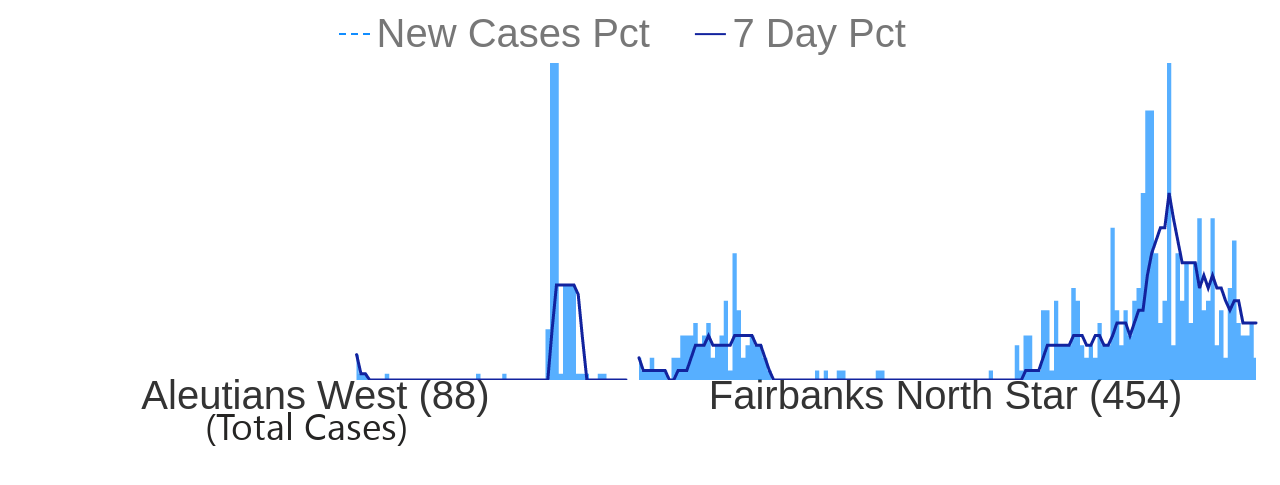 New Cases Pct 7 Day Pct
Aleutians West (88) Fairbanks North Star (454)
(Total Cases)